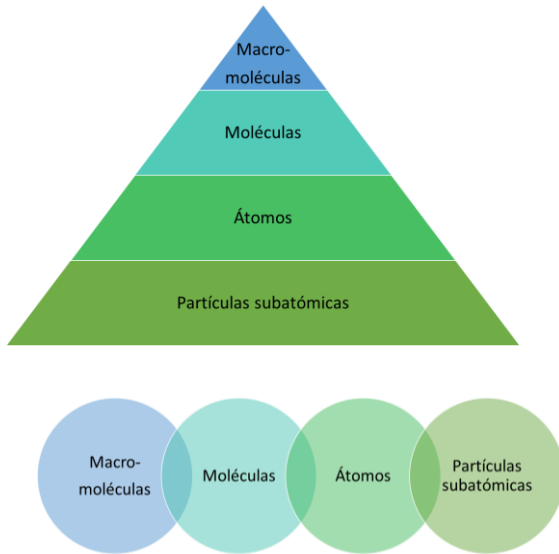 Macro-
moléculas
Moléculas
Átomos
Partículas subatómicas
Macro-
moléculas
Moléculas
Átomos
Partículas
subatómicas